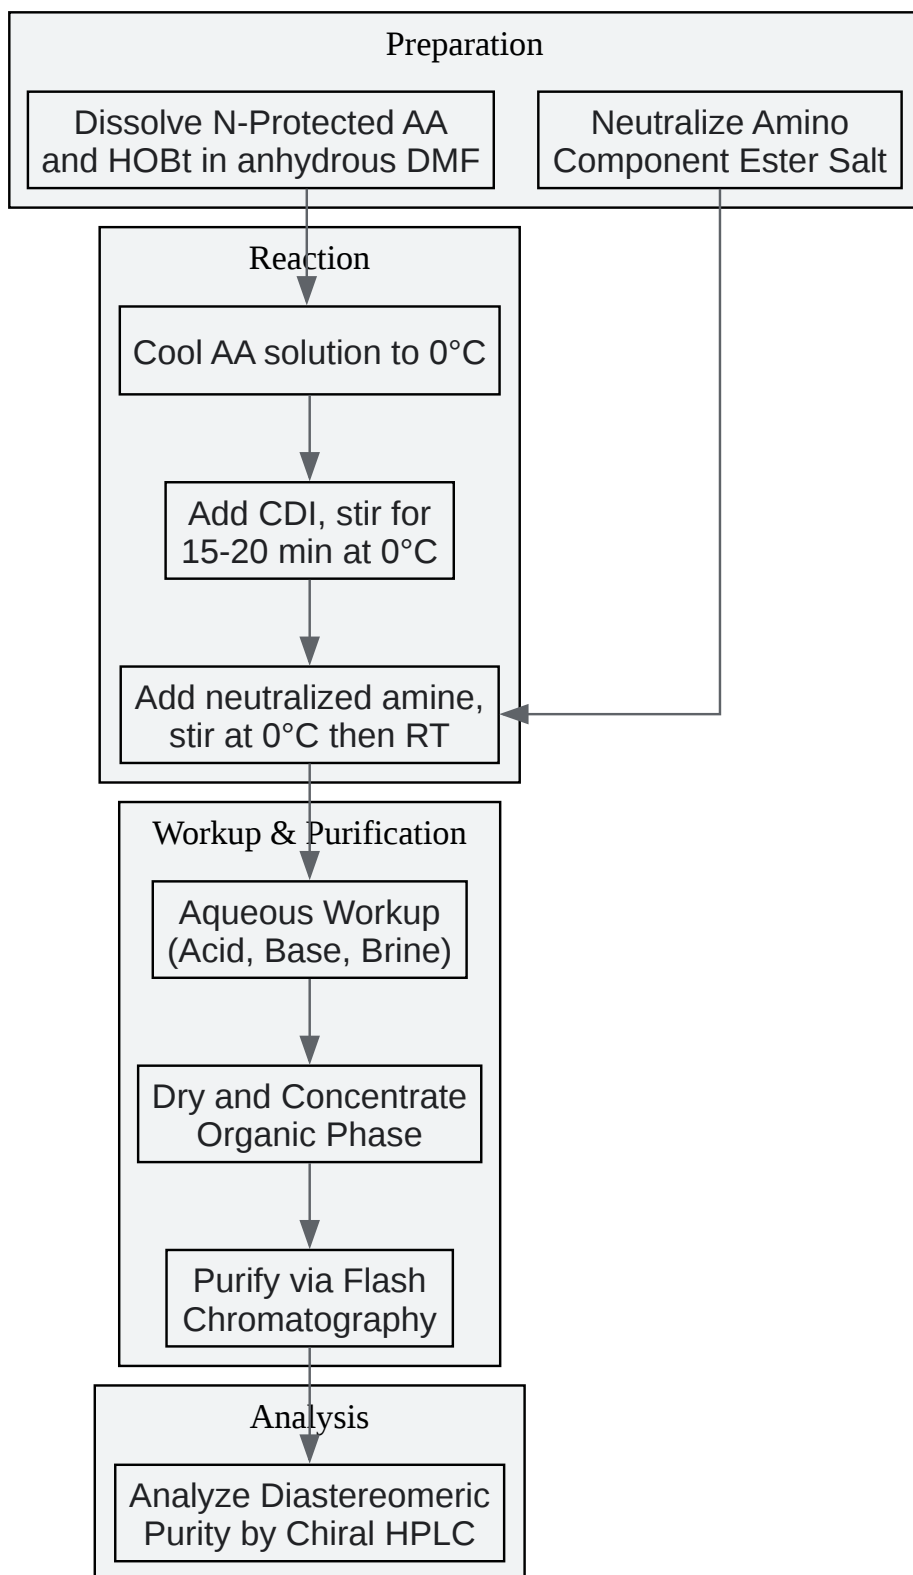 Preparation
Dissolve N-Protected AA
and HOBt in anhydrous DMF
Neutralize Amino
Component Ester Salt
Reaction
Cool AA solution to 0°C
Add CDI, stir for
15-20 min at 0°C
Add neutralized amine,
stir at 0°C then RT
Workup & Purification
Aqueous Workup
(Acid, Base, Brine)
Dry and Concentrate
Organic Phase
Purify via Flash
Chromatography
Analysis
Analyze Diastereomeric
Purity by Chiral HPLC